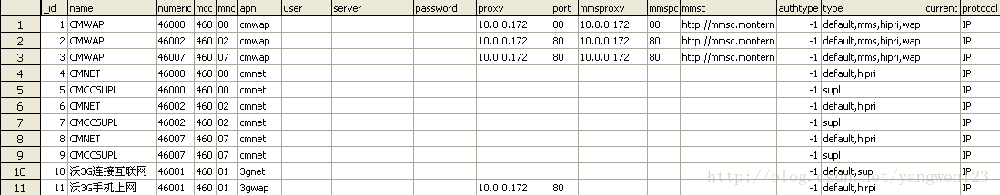 _id name numeric mcc mnc apn user server password proxy port mmsproxy mmspc mmsc authtype type current protocol
1 1 CMWAP 46000 460 00 cmwap 10.0.0.172 80 10.0.0.172 80 http://mmsc.montern -1 default,mms,hipri,wap IP
2 2 CMWAP 46002 460 02 cmwap 10.0.0.172 80 10.0.0.172 80 http://mmsc.montern -1 default,mms,hipri,wap IP
3 3 CMWAP 46007 460 07 cmwap 10.0.0.172 80 10.0.0.172 80 http://mmsc.montern -1 default,mms,hipri,wap IP
4 4 CMNET 46000 460 00 cmnet -1 default,hipri IP
5 5 CMCCSUPL 46000 460 00 cmnet -1 supl IP
6 6 CMNET 46002 460 02 cmnet -1 default,hipri IP
7 7 CMCCSUPL 46002 460 02 cmnet -1 supl IP
8 8 CMNET 46007 460 07 cmnet -1 default,hipri IP
9 9 CMCCSUPL 46007 460 07 cmnet -1 supl IP
10 10 沃3G连接互联网 46001 460 01 3gnet -1 default,supl IP
11 11 沃3G手机上网 46001 460 01 3gwap 10.0.0.172 80 -1 default,hirpi IP
http://blog.csdn.net/yangwen123